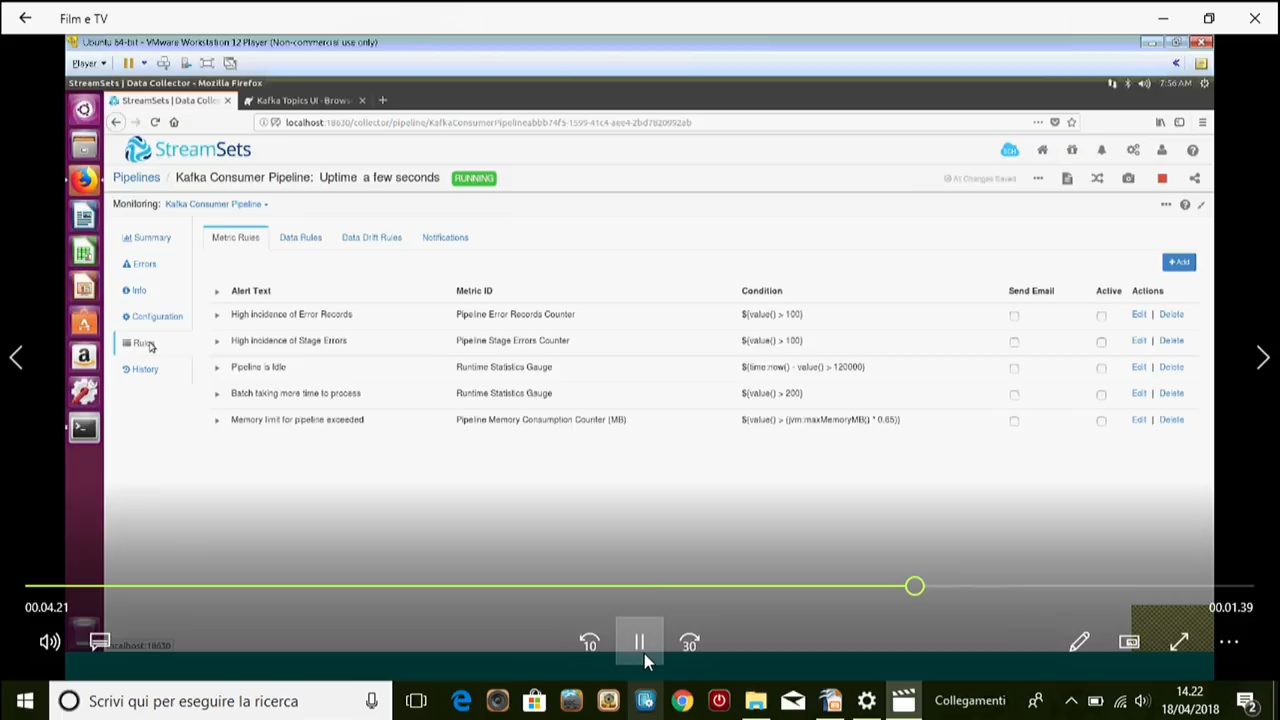 Film e TV
Ubuntu 64-bit - VMware Workstation 12 Player (Non-commercial use only)
Player
StreamSets | Data Collector - Mozilla Firefox
7:56 AM
StreamSets | Data Colle
Kafka Topics UI - Brows
StreamSets
Pipelines / Kafka Consumer Pipeline: Uptime a few seconds RUNNING
All Changes Saved
Monitoring: Kafka Consumer Pipeline
Summary
Errors
Info
Configuration
Rules
History
Metric Rules Data Rules Data Drift Rules Notifications
+ Add
Alert Text Metric ID Condition Send Email Active Actions
High incidence of Error Records Pipeline Error Records Counter ${value() > 100} Edit | Delete
High incidence of Stage Errors Pipeline Stage Errors Counter ${value() > 100} Edit | Delete
Pipeline is Idle Runtime Statistics Gauge ${time:now() - value() > 120000} Edit | Delete
Batch taking more time to process Runtime Statistics Gauge ${value() > 200} Edit | Delete
Memory limit for pipeline exceeded Pipeline Memory Consumption Counter (MB) ${value() > (jvm:maxMemoryMB() * 0.65)} Edit | Delete
00.04.21
00.01.39
10
30
localhost:18630
Scrivi qui per eseguire la ricerca
Collegamenti
14.22
18/04/2018
2